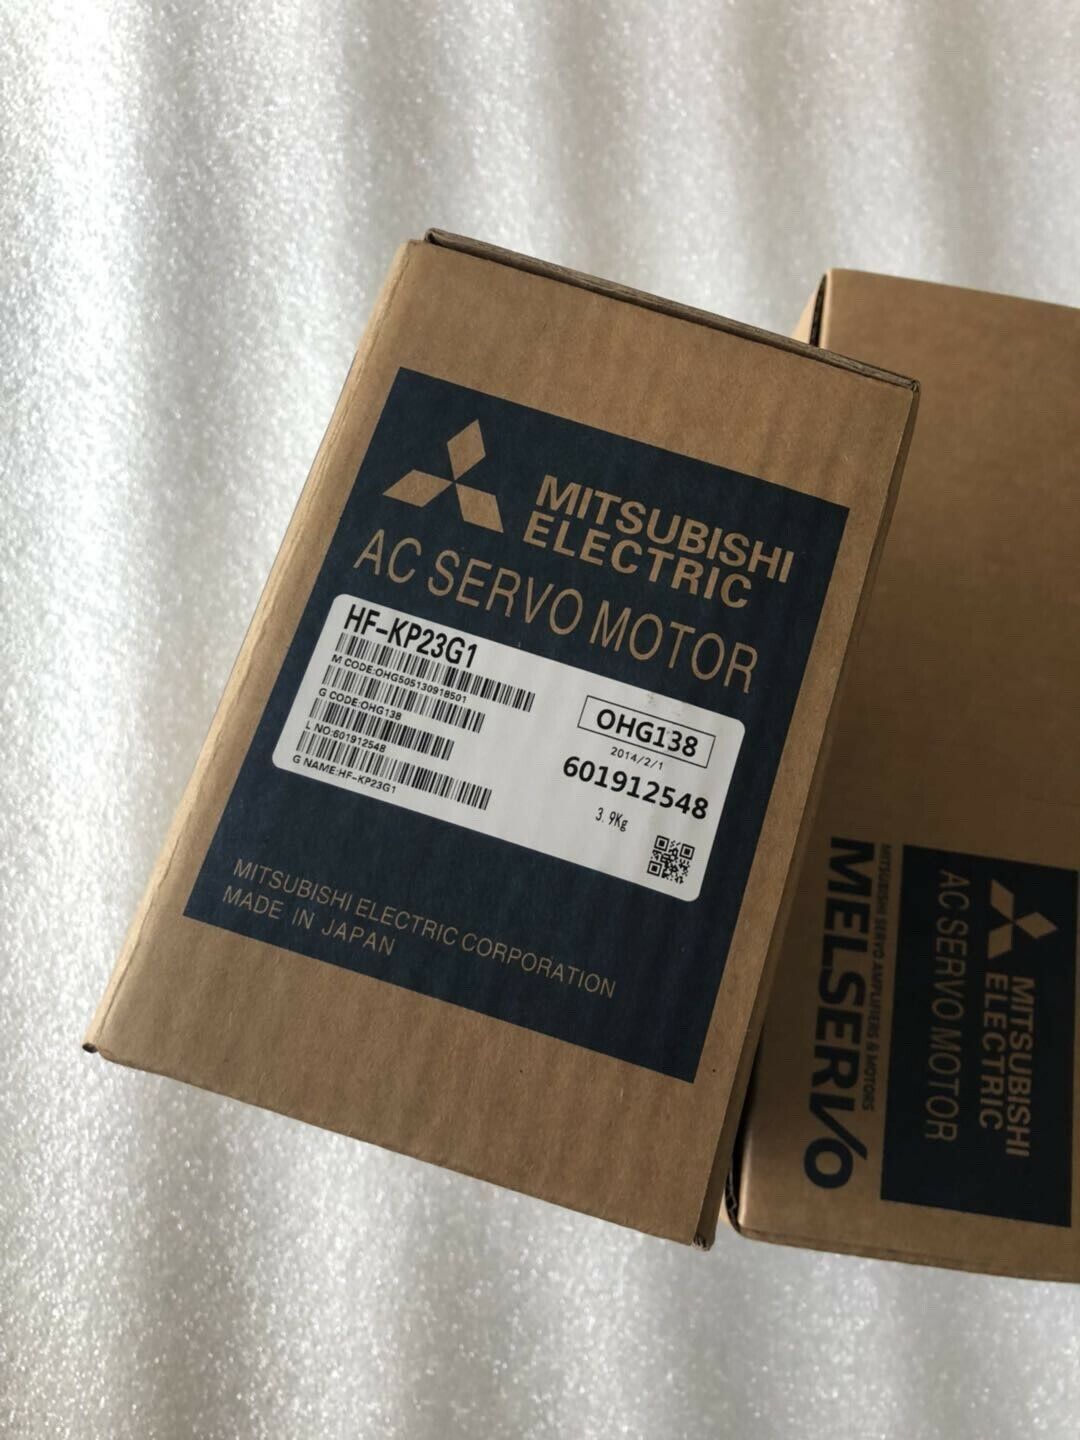 MITSUBISHI
ELECTRIC
AC SERVO MOTOR
HF-KP23G1
M CODE:OHG505130918501
G CODE:OHG138
L NO:601912548
G NAME:HF-KP23G1
OHG138
2014/2/1
601912548
3.9Kg
MITSUBISHI ELECTRIC CORPORATION
MADE IN JAPAN
MITSUBISHI
ELECTRIC
AC SERVO MOTOR
MITSUBISHI SERVO AMPLIFIERS & MOTORS
MELSERVO